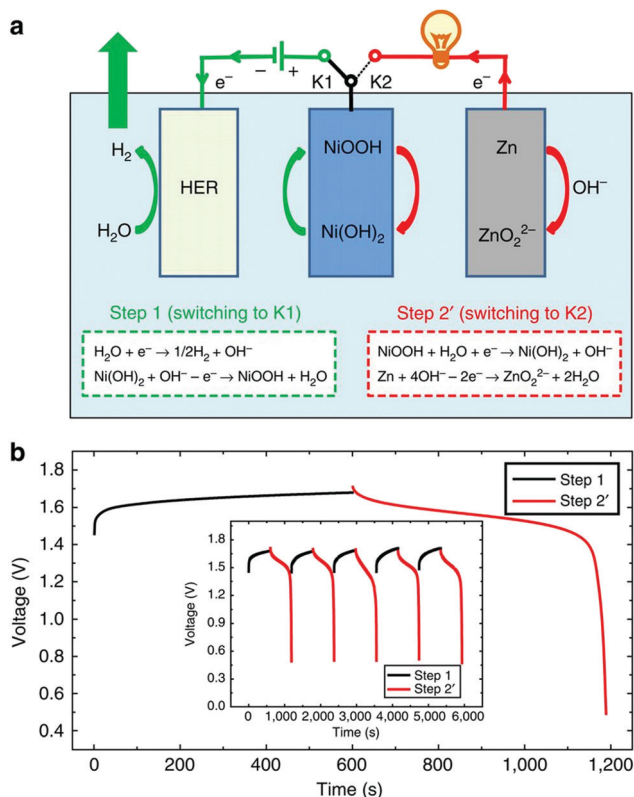 a
e⁻
− +
K1
K2
e⁻
H₂
H₂O
HER
NiOOH
Ni(OH)₂
Zn
ZnO₂²⁻
OH⁻
Step 1 (switching to K1)
H₂O + e⁻ → 1/2H₂ + OH⁻
Ni(OH)₂ + OH⁻ − e⁻ → NiOOH + H₂O
Step 2′ (switching to K2)
NiOOH + H₂O + e⁻ → Ni(OH)₂ + OH⁻
Zn + 4OH⁻ − 2e⁻ → ZnO₂²⁻ + 2H₂O
b
Voltage (V)
1.8
1.6
1.4
1.2
1.0
0.8
0.6
0.4
Step 1
Step 2′
Voltage (V)
1.8
1.5
1.2
0.9
0.6
0.3
0.0
Step 1
Step 2′
0 1,000 2,000 3,000 4,000 5,000 6,000
Time (s)
0 200 400 600 800 1,000 1,200
Time (s)